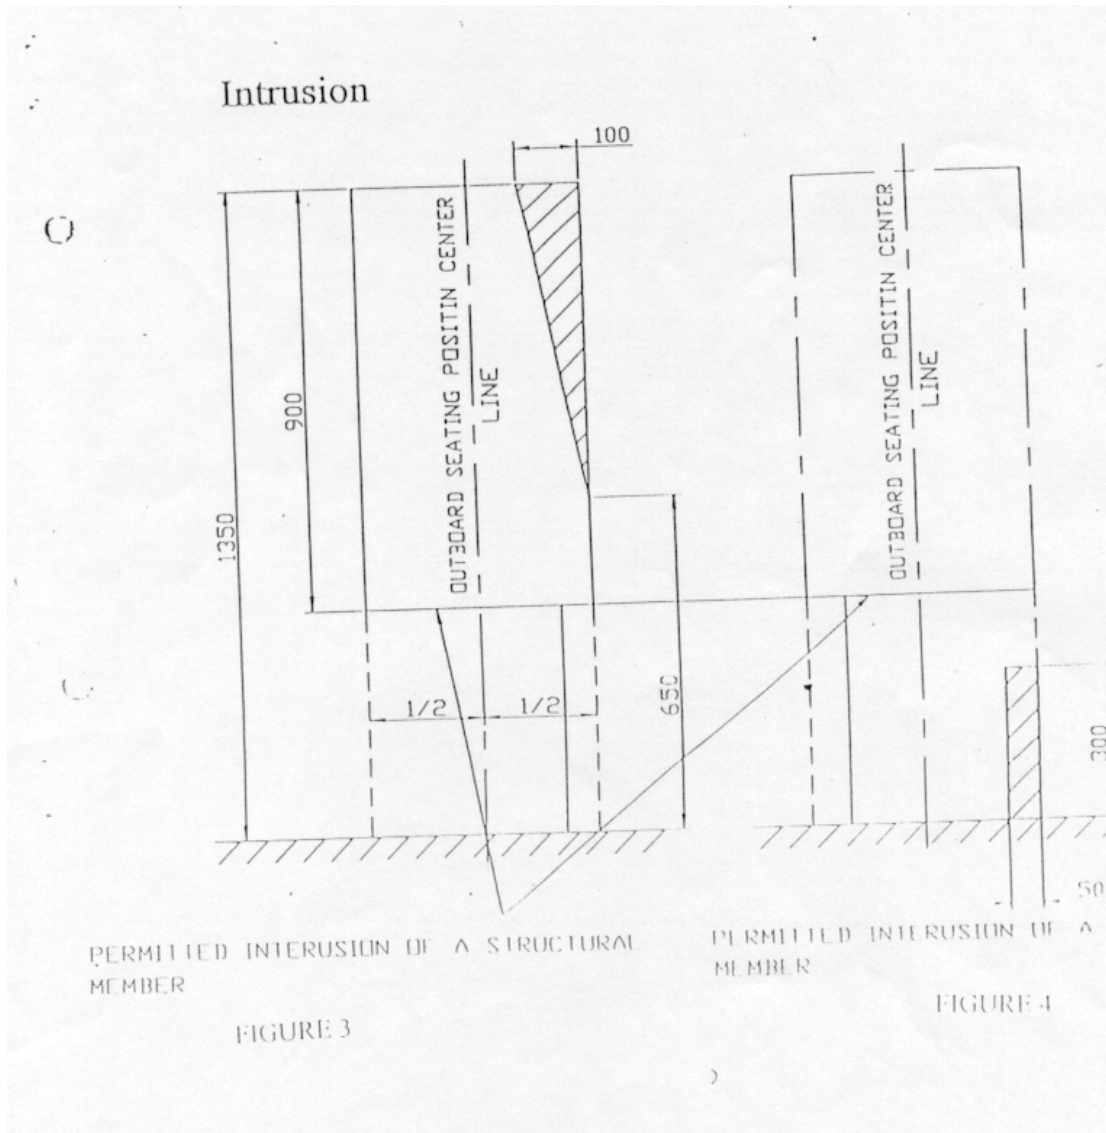 Intrusion
100
OUTBOARD SEATING POSITIN CENTER
LINE
900
1350
1/2
1/2
650
OUTBOARD SEATING POSITIN CENTER
LINE
300
50
PERMITTED INTERUSION OF A STRUCTURAL
MEMBER
FIGURE 3
PERMITTED INTERUSION OF A
MEMBER
FIGURE 4